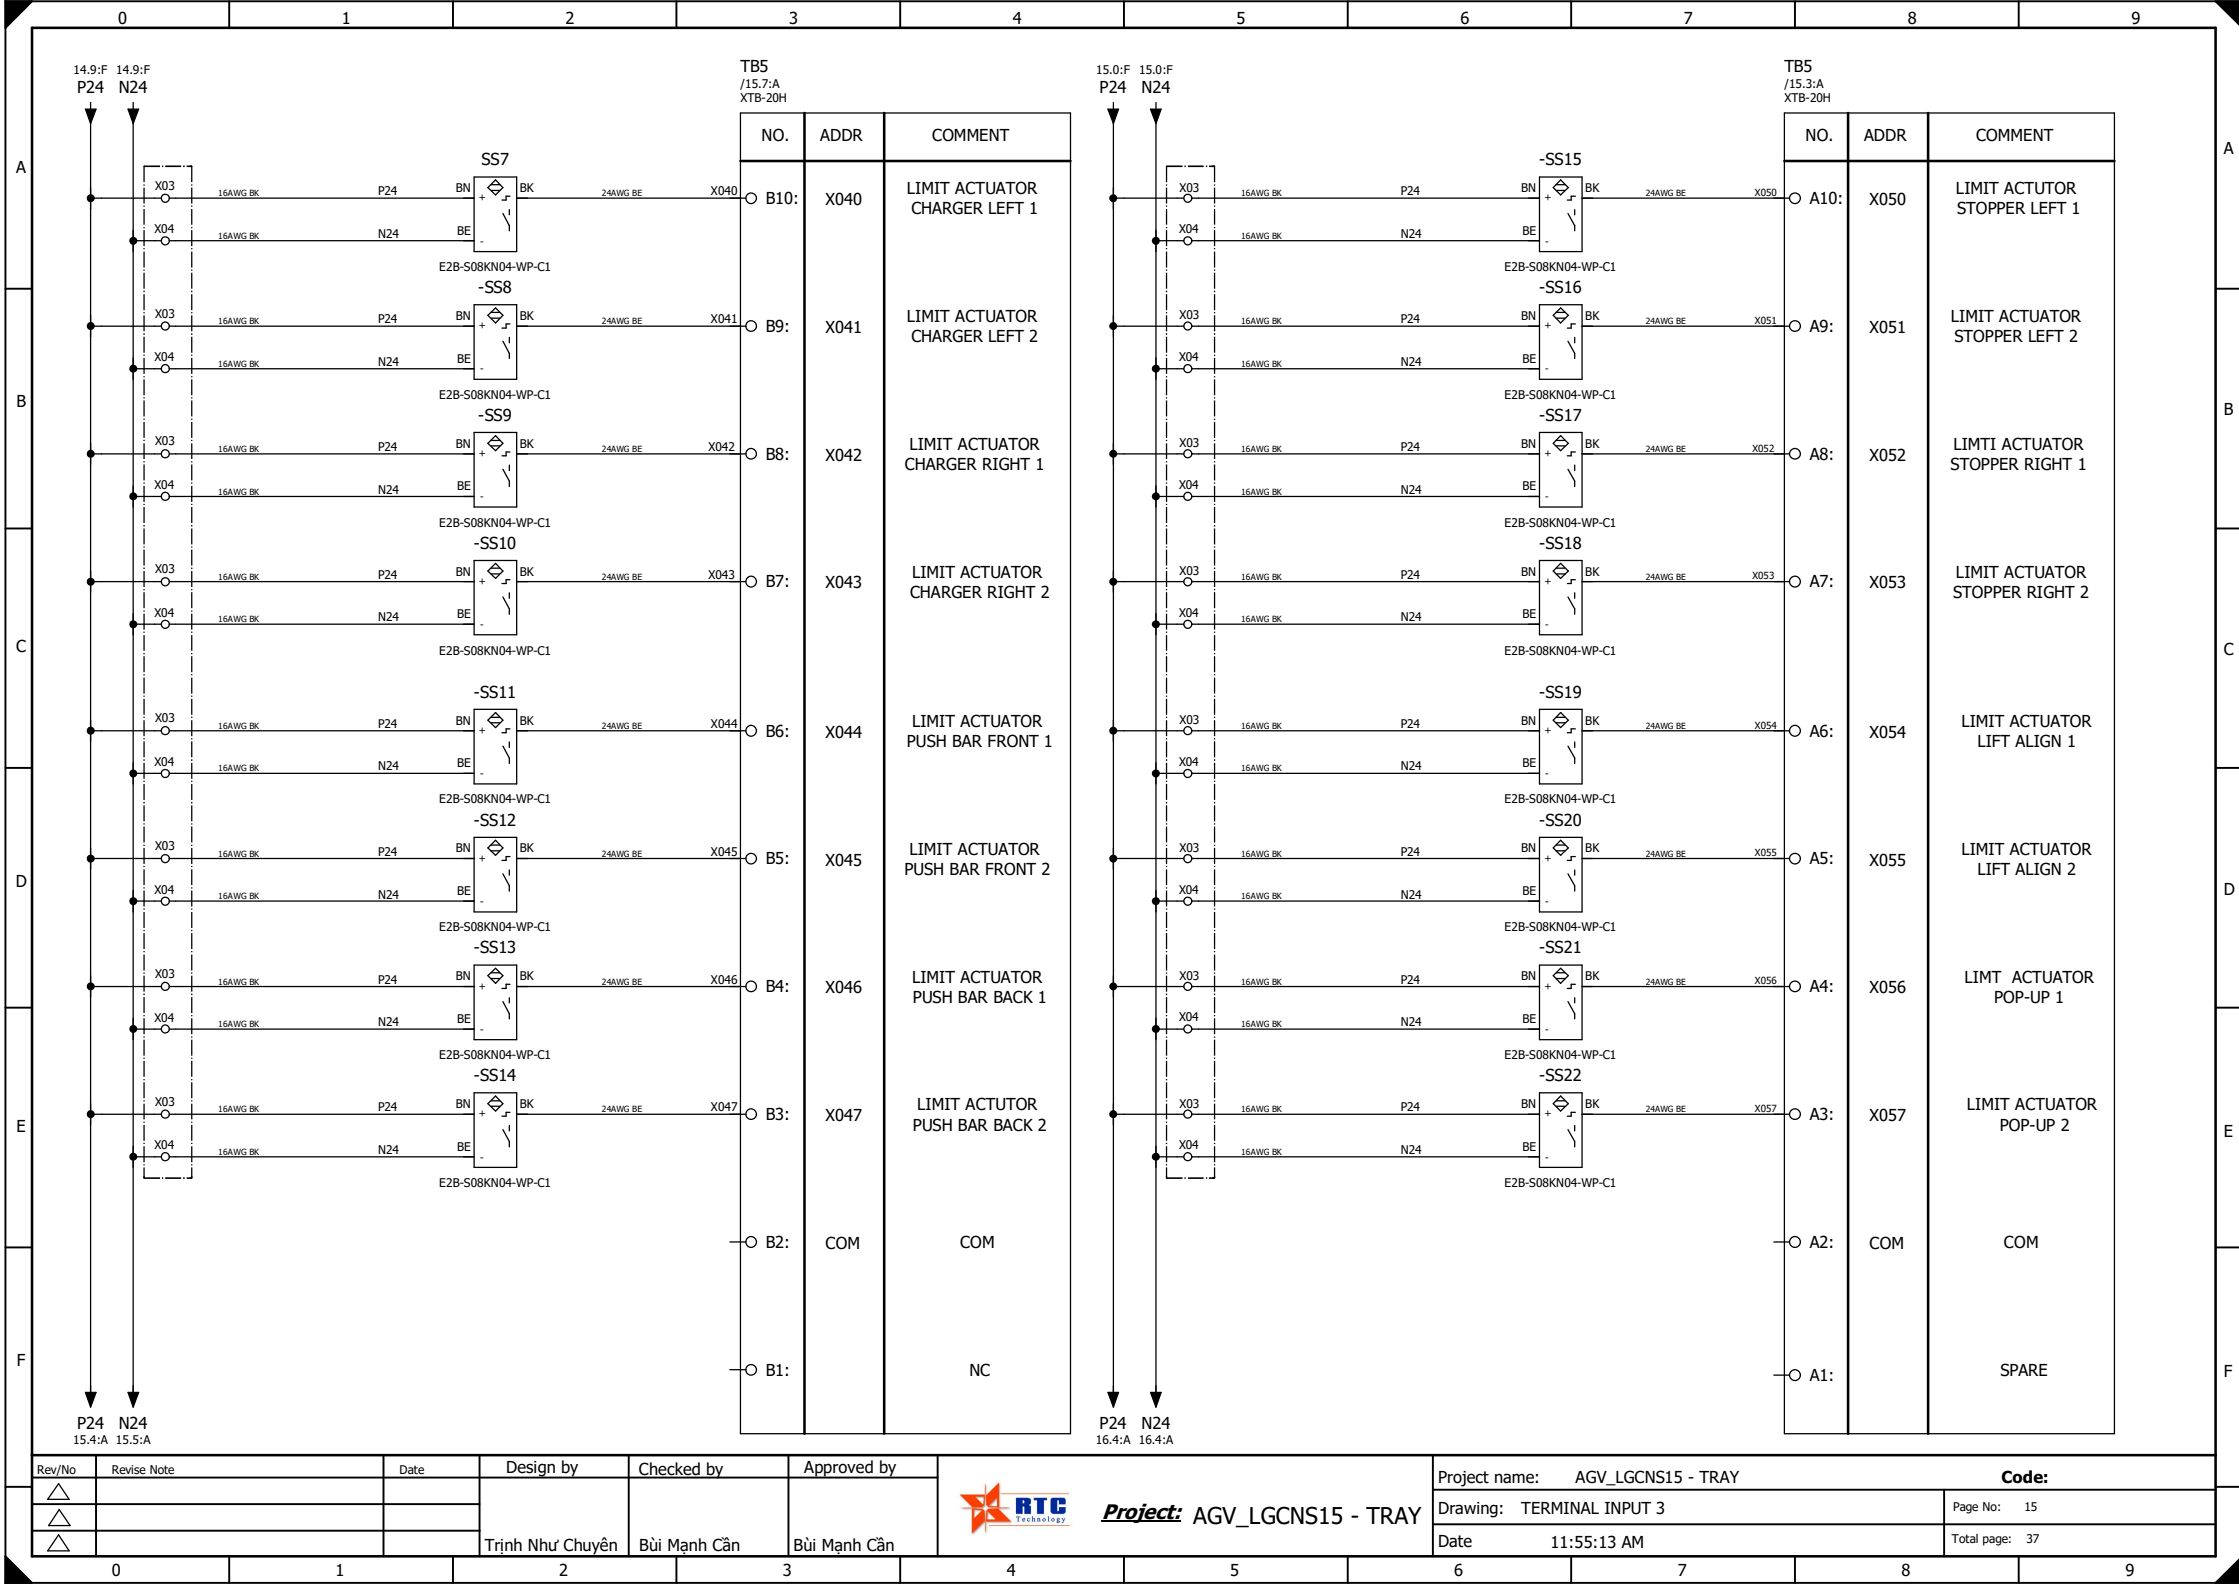 0 1 2 3 4 5 6 7 8 9
14.9:F 14.9:F
P24 N24
TB5
/15.7:A
XTB-20H
NO. ADDR COMMENT
SS7
X03 16AWG BK P24 BN + BK 24AWG BE X040 B10: X040 LIMIT ACTUATOR
CHARGER LEFT 1
X04 16AWG BK N24 BE -
E2B-S08KN04-WP-C1
-SS8
X03 16AWG BK P24 BN + BK 24AWG BE X041 B9: X041 LIMIT ACTUATOR
CHARGER LEFT 2
X04 16AWG BK N24 BE -
E2B-S08KN04-WP-C1
-SS9
X03 16AWG BK P24 BN + BK 24AWG BE X042 B8: X042 LIMIT ACTUATOR
CHARGER RIGHT 1
X04 16AWG BK N24 BE -
E2B-S08KN04-WP-C1
-SS10
X03 16AWG BK P24 BN + BK 24AWG BE X043 B7: X043 LIMIT ACTUATOR
CHARGER RIGHT 2
X04 16AWG BK N24 BE -
E2B-S08KN04-WP-C1
-SS11
X03 16AWG BK P24 BN + BK 24AWG BE X044 B6: X044 LIMIT ACTUATOR
PUSH BAR FRONT 1
X04 16AWG BK N24 BE -
E2B-S08KN04-WP-C1
-SS12
X03 16AWG BK P24 BN + BK 24AWG BE X045 B5: X045 LIMIT ACTUATOR
PUSH BAR FRONT 2
X04 16AWG BK N24 BE -
E2B-S08KN04-WP-C1
-SS13
X03 16AWG BK P24 BN + BK 24AWG BE X046 B4: X046 LIMIT ACTUATOR
PUSH BAR BACK 1
X04 16AWG BK N24 BE -
E2B-S08KN04-WP-C1
-SS14
X03 16AWG BK P24 BN + BK 24AWG BE X047 B3: X047 LIMIT ACTUTOR
PUSH BAR BACK 2
X04 16AWG BK N24 BE -
E2B-S08KN04-WP-C1
B2: COM COM
B1: NC
P24 N24
15.4:A 15.5:A
15.0:F 15.0:F
P24 N24
TB5
/15.3:A
XTB-20H
NO. ADDR COMMENT
-SS15
X03 16AWG BK P24 BN + BK 24AWG BE X050 A10: X050 LIMIT ACTUTOR
STOPPER LEFT 1
X04 16AWG BK N24 BE -
E2B-S08KN04-WP-C1
-SS16
X03 16AWG BK P24 BN + BK 24AWG BE X051 A9: X051 LIMIT ACTUATOR
STOPPER LEFT 2
X04 16AWG BK N24 BE -
E2B-S08KN04-WP-C1
-SS17
X03 16AWG BK P24 BN + BK 24AWG BE X052 A8: X052 LIMTI ACTUATOR
STOPPER RIGHT 1
X04 16AWG BK N24 BE -
E2B-S08KN04-WP-C1
-SS18
X03 16AWG BK P24 BN + BK 24AWG BE X053 A7: X053 LIMIT ACTUATOR
STOPPER RIGHT 2
X04 16AWG BK N24 BE -
E2B-S08KN04-WP-C1
-SS19
X03 16AWG BK P24 BN + BK 24AWG BE X054 A6: X054 LIMIT ACTUATOR
LIFT ALIGN 1
X04 16AWG BK N24 BE -
E2B-S08KN04-WP-C1
-SS20
X03 16AWG BK P24 BN + BK 24AWG BE X055 A5: X055 LIMIT ACTUATOR
LIFT ALIGN 2
X04 16AWG BK N24 BE -
E2B-S08KN04-WP-C1
-SS21
X03 16AWG BK P24 BN + BK 24AWG BE X056 A4: X056 LIMT ACTUATOR
POP-UP 1
X04 16AWG BK N24 BE -
E2B-S08KN04-WP-C1
-SS22
X03 16AWG BK P24 BN + BK 24AWG BE X057 A3: X057 LIMIT ACTUATOR
POP-UP 2
X04 16AWG BK N24 BE -
E2B-S08KN04-WP-C1
A2: COM COM
A1: SPARE
P24 N24
16.4:A 16.4:A
A A
B B
C C
D D
E E
F F
Rev/No Revise Note Date Design by Checked by Approved by
Trịnh Như Chuyên Bùi Mạnh Cần Bùi Mạnh Cần
RTC
Technology
Project: AGV_LGCNS15 - TRAY
Project name: AGV_LGCNS15 - TRAY Code:
Drawing: TERMINAL INPUT 3 Page No: 15
Date 11:55:13 AM Total page: 37
0 1 2 3 4 5 6 7 8 9